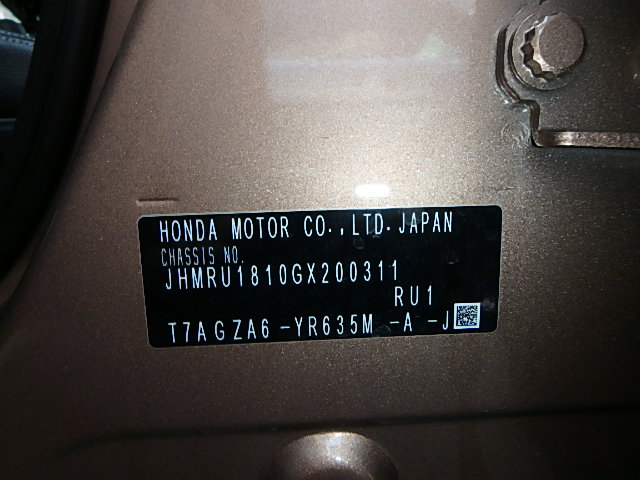 HONDA MOTOR CO.,LTD.JAPAN
CHASSIS NO.
JHMRU1810GX200311
RU1
T7AGZA6-YR635M -A -J